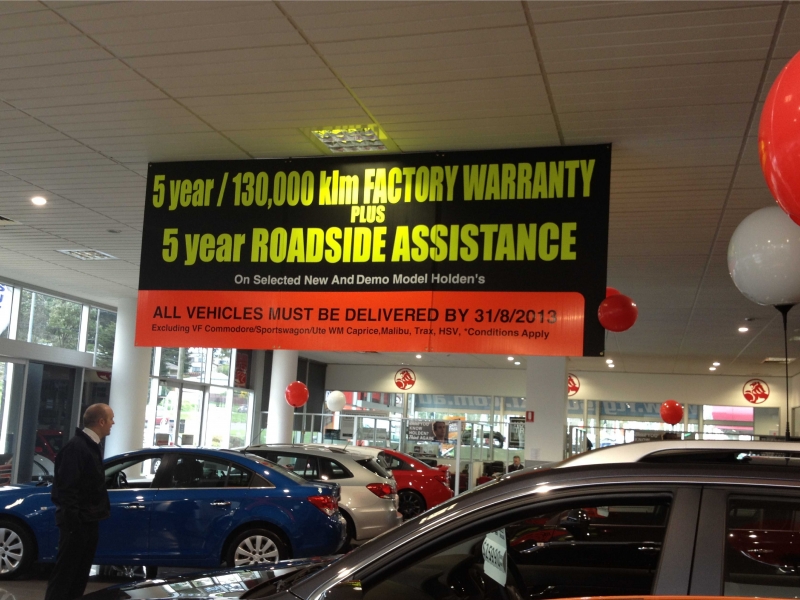 5 year / 130,000 klm FACTORY WARRANTY
PLUS
5 year ROADSIDE ASSISTANCE
On Selected New And Demo Model Holden's
ALL VEHICLES MUST BE DELIVERED BY 31/8/2013
Excluding VF Commodore/Sportswagon/Ute WM Caprice,Malibu, Trax, HSV, *Conditions Apply